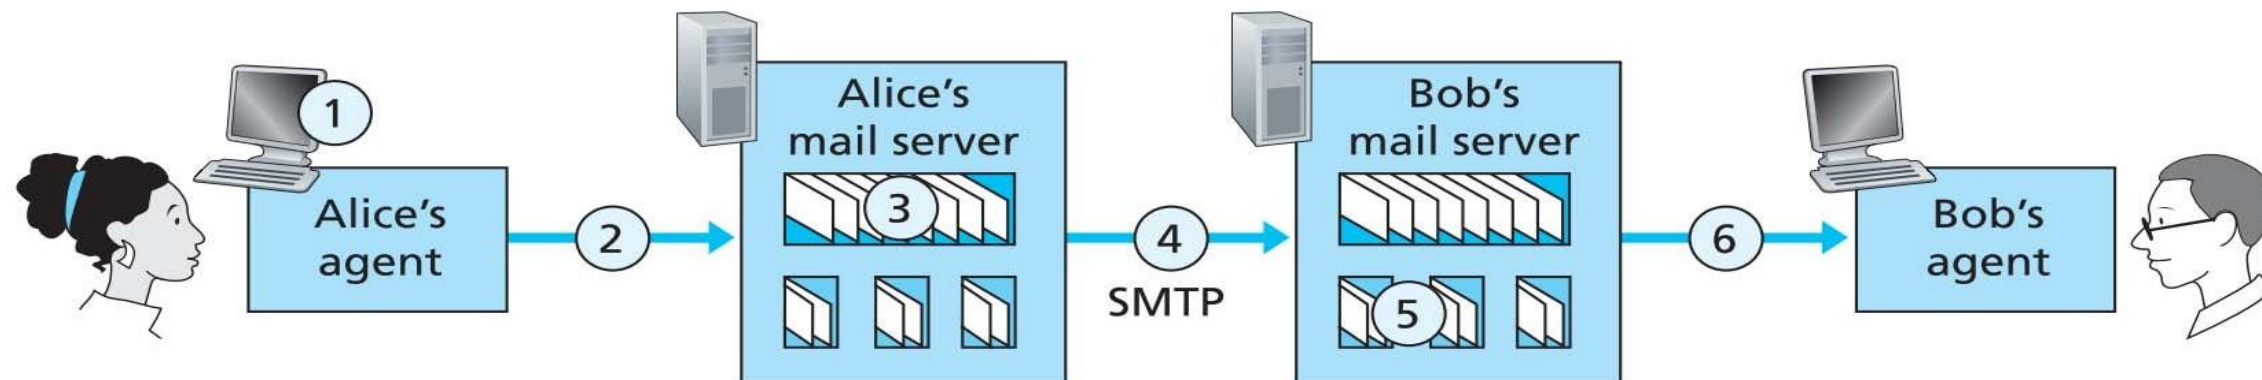 1
Alice's
agent
2
Alice's
mail server
3
4
SMTP
Bob's
mail server
5
6
Bob's
agent